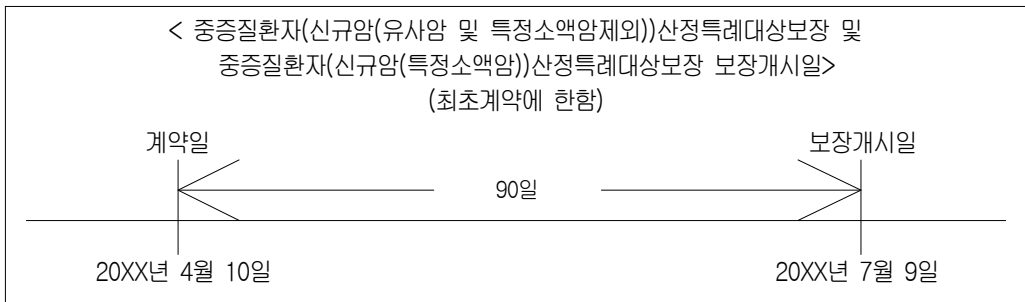 < 중증질환자(신규암(유사암 및 특정소액암제외))산정특례대상보장 및
중증질환자(신규암(특정소액암))산정특례대상보장 보장개시일>
(최초계약에 한함)
계약일 보장개시일
90일
20XX년 4월 10일 20XX년 7월 9일